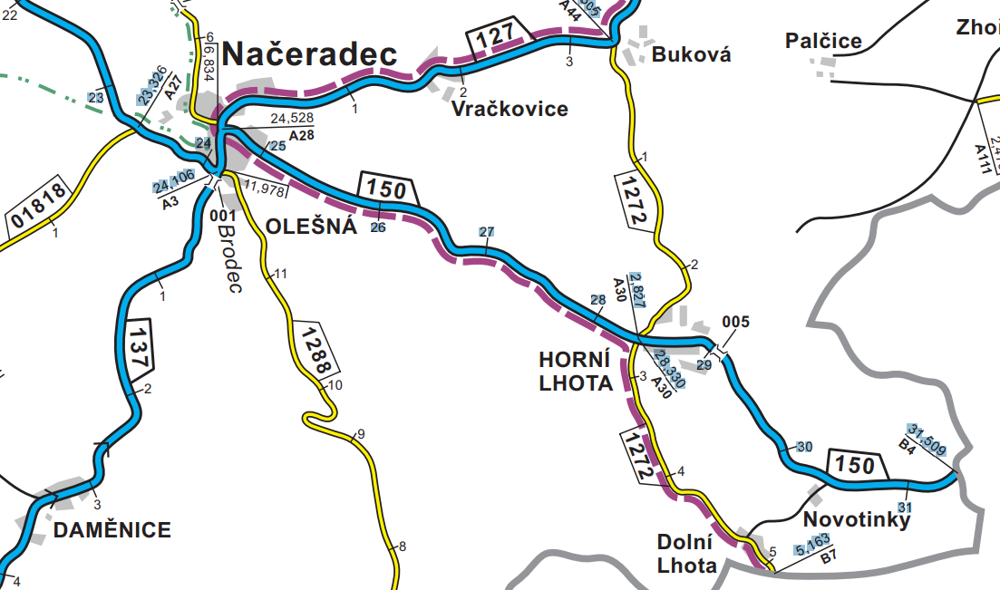 22
6
6,834
Načeradec
127
A44
Buková
Palčice
23
23,326
A27
3
2
Vračkovice
1
24,528
A28
24
25
24,106
A3
11,978
001
Brodec
OLEŠNÁ
150
26
27
01818
1
1
1272
2
A111
137
2
11
1288
10
9
28
A30
2,827
HORNÍ
LHOTA
28,330
A30
29
005
3
1272
4
30
150
31
31,509
B4
Novotinky
Dolní
Lhota
5
5,163
B7
3
DAMĚNICE
4
8
1